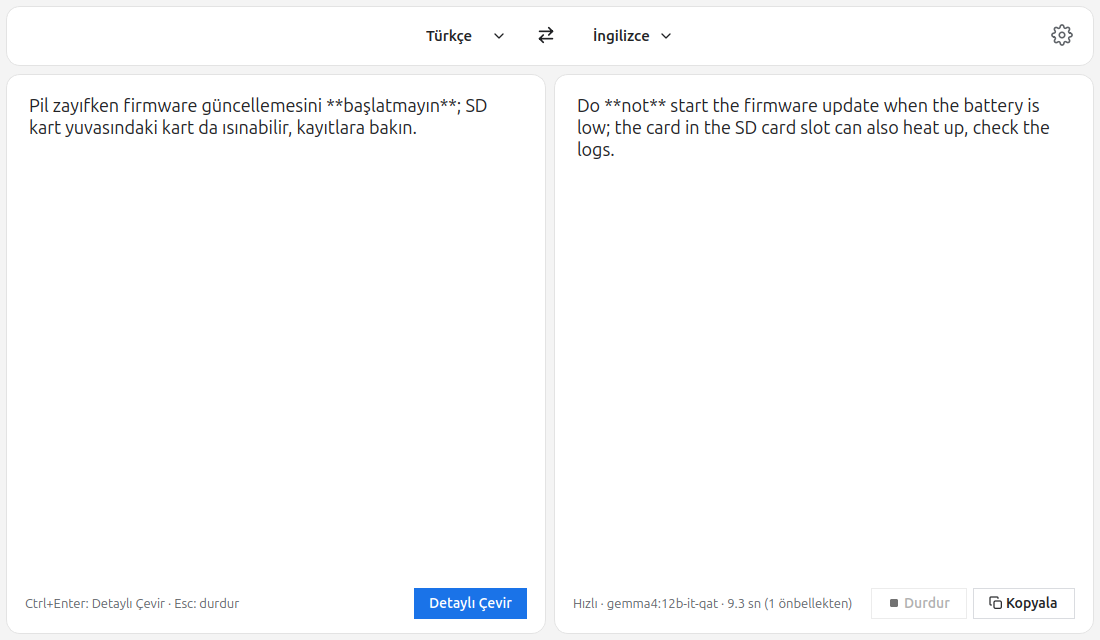 Türkçe
İngilizce
Pil zayıfken firmware güncellemesini **başlatmayın**; SD
kart yuvasındaki kart da ısınabilir, kayıtlara bakın.
Do **not** start the firmware update when the battery is
low; the card in the SD card slot can also heat up, check the
logs.
Ctrl+Enter: Detaylı Çevir · Esc: durdur
Detaylı Çevir
Hızlı · gemma4:12b-it-qat · 9.3 sn (1 önbellekten)
Durdur
Kopyala